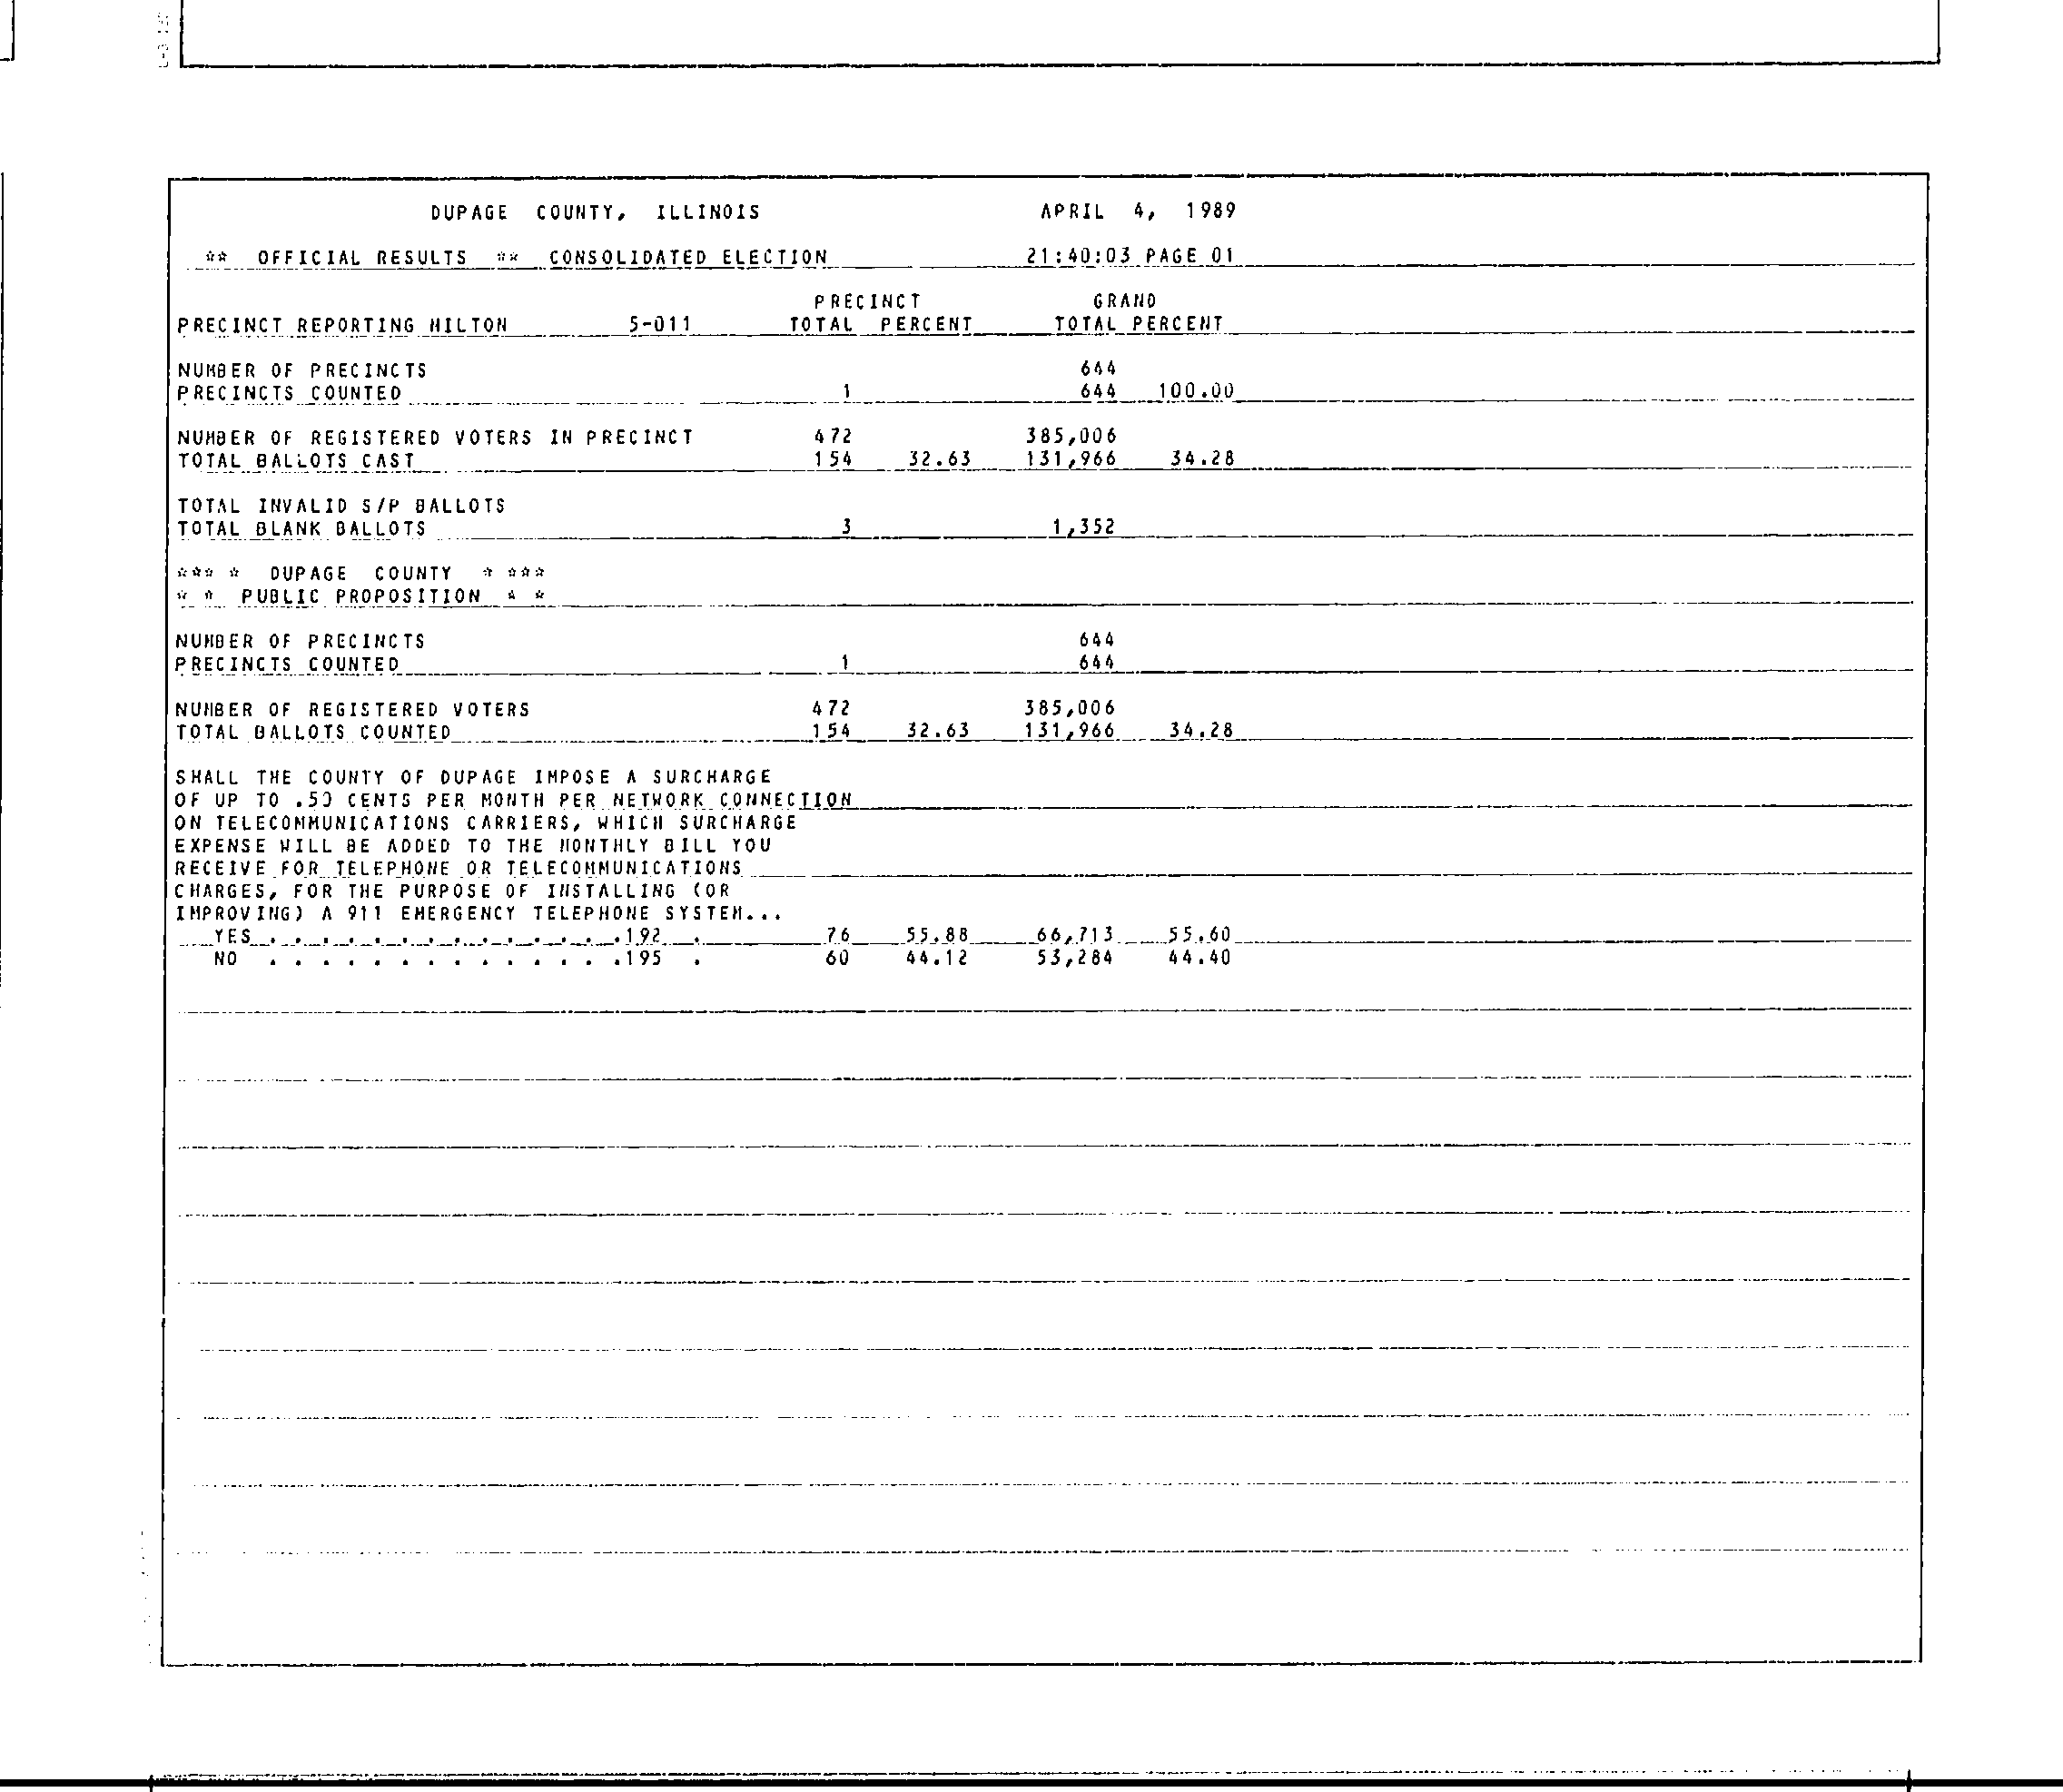 DUPAGE COUNTY, ILLINOIS APRIL 4, 1989
** OFFICIAL RESULTS ** CONSOLIDATED ELECTION 21:40:03 PAGE 01
PRECINCT GRAND
PRECINCT REPORTING MILTON 5-011 TOTAL PERCENT TOTAL PERCENT
NUMBER OF PRECINCTS 644
PRECINCTS COUNTED 1 644 100.00
NUMBER OF REGISTERED VOTERS IN PRECINCT 472 385,006
TOTAL BALLOTS CAST 154 32.63 131,966 34.28
TOTAL INVALID S/P BALLOTS
TOTAL BLANK BALLOTS 3 1,352
*** * DUPAGE COUNTY * ***
* * PUBLIC PROPOSITION * *
NUMBER OF PRECINCTS 644
PRECINCTS COUNTED 1 644
NUMBER OF REGISTERED VOTERS 472 385,006
TOTAL BALLOTS COUNTED 154 32.63 131,966 34.28
SHALL THE COUNTY OF DUPAGE IMPOSE A SURCHARGE
OF UP TO .50 CENTS PER MONTH PER NETWORK CONNECTION
ON TELECOMMUNICATIONS CARRIERS, WHICH SURCHARGE
EXPENSE WILL BE ADDED TO THE MONTHLY BILL YOU
RECEIVE FOR TELEPHONE OR TELECOMMUNICATIONS
CHARGES, FOR THE PURPOSE OF INSTALLING (OR
IMPROVING) A 911 EMERGENCY TELEPHONE SYSTEM...
YES . . . . . . . . . . . . . .192 . 76 55.88 66,713 55.60
NO . . . . . . . . . . . . . .195 . 60 44.12 53,284 44.40